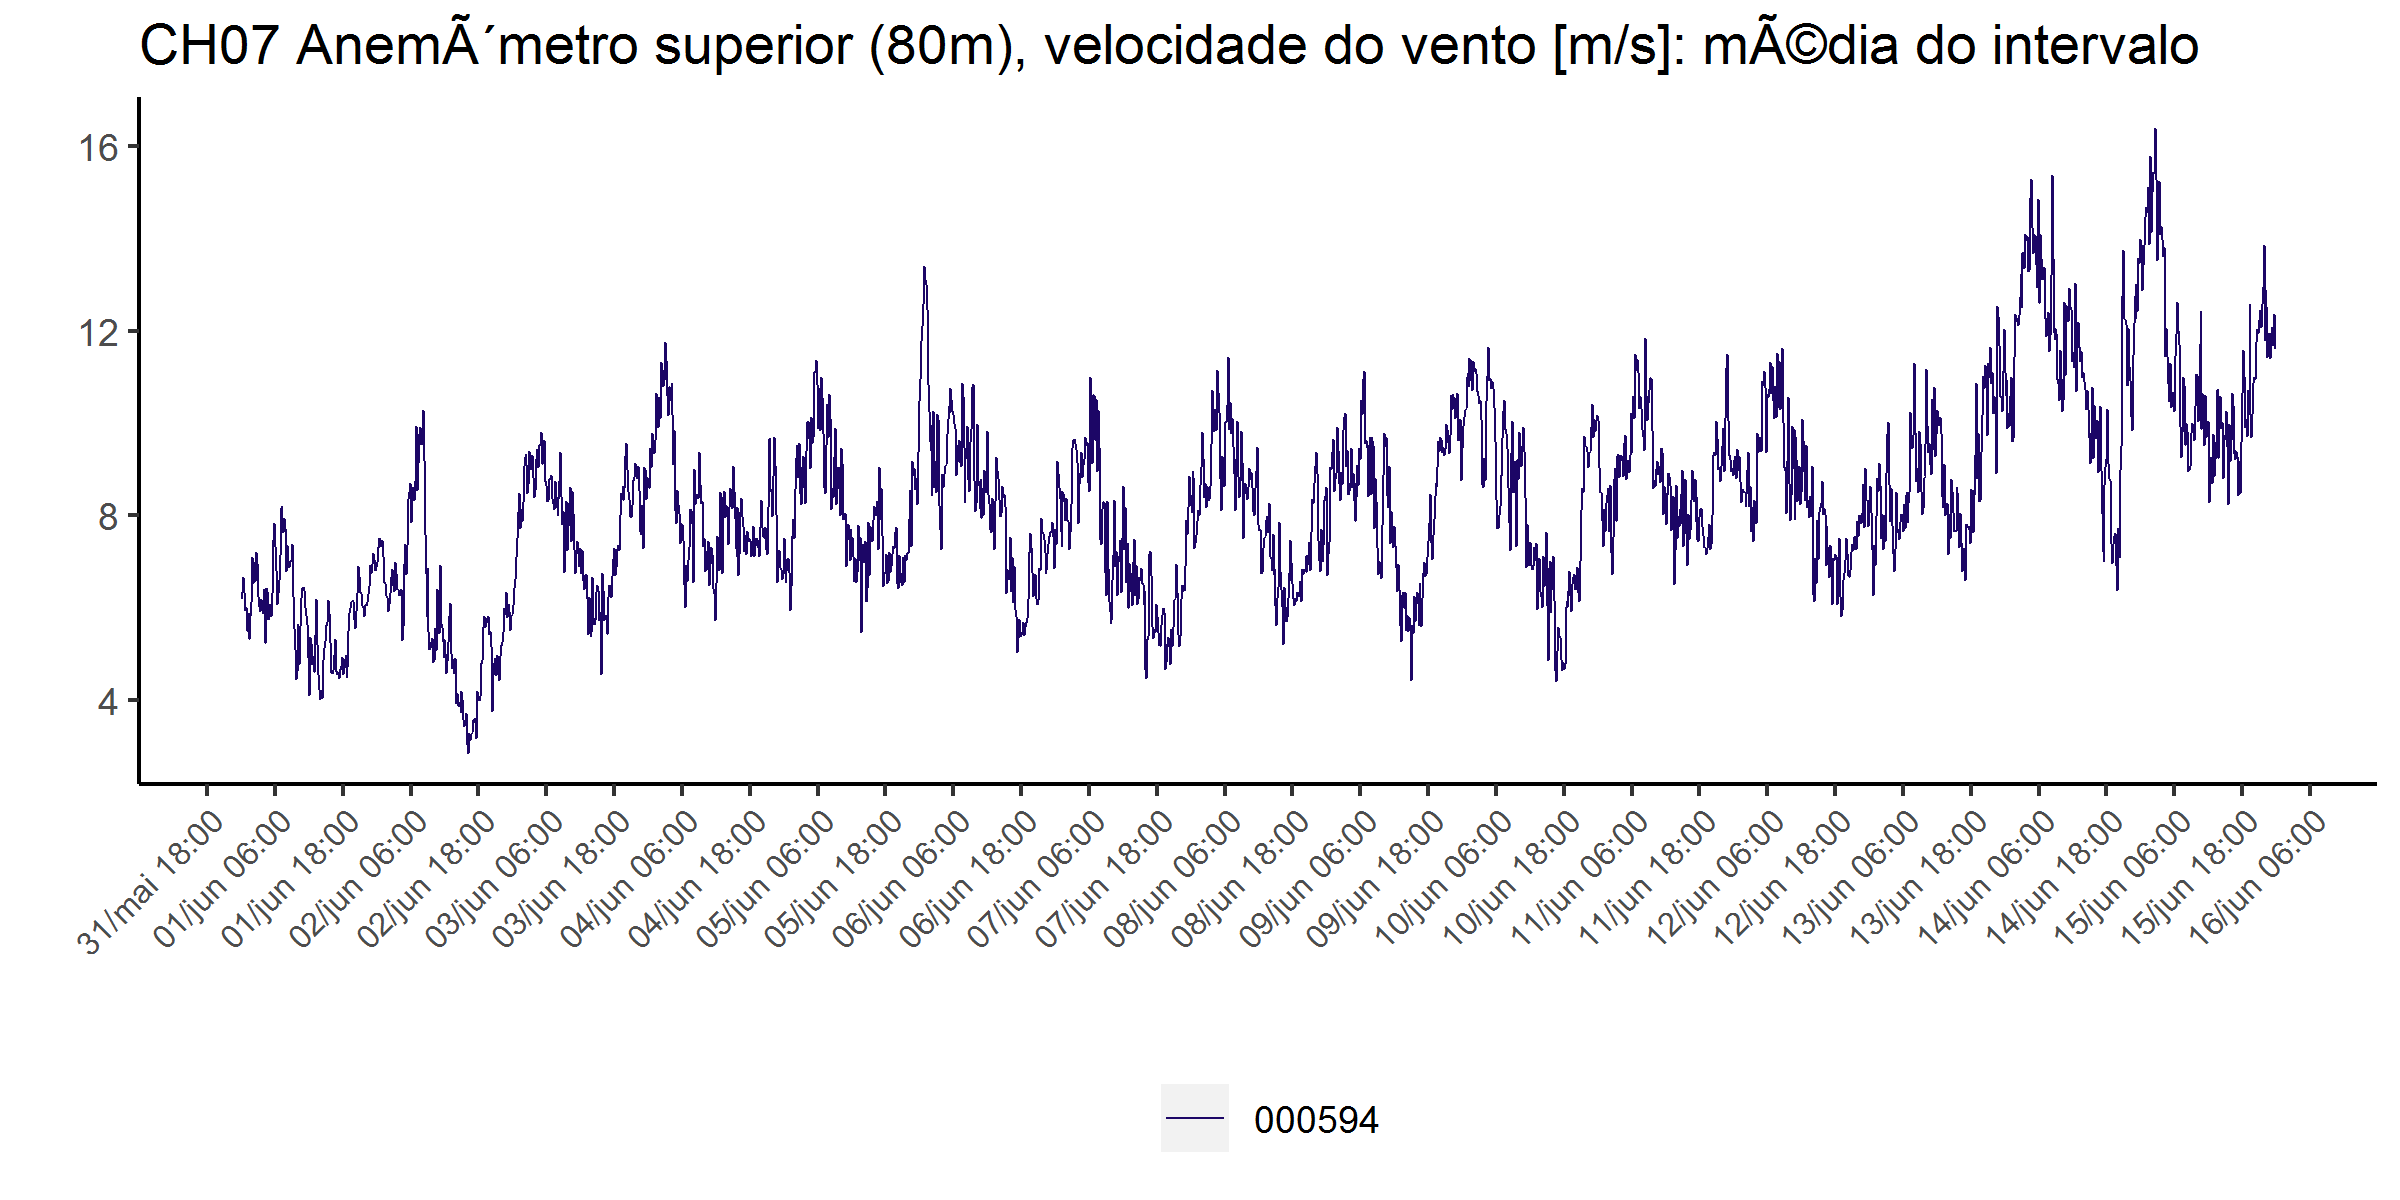 CH07 AnemÃ´metro superior (80m), velocidade do vento [m/s]: mÃ©dia do intervalo
16
12
8
4
31/mai 18:00
01/jun 06:00
01/jun 18:00
02/jun 06:00
02/jun 18:00
03/jun 06:00
03/jun 18:00
04/jun 06:00
04/jun 18:00
05/jun 06:00
05/jun 18:00
06/jun 06:00
06/jun 18:00
07/jun 06:00
07/jun 18:00
08/jun 06:00
08/jun 18:00
09/jun 06:00
09/jun 18:00
10/jun 06:00
10/jun 18:00
11/jun 06:00
11/jun 18:00
12/jun 06:00
12/jun 18:00
13/jun 06:00
13/jun 18:00
14/jun 06:00
14/jun 18:00
15/jun 06:00
15/jun 18:00
16/jun 06:00
000594